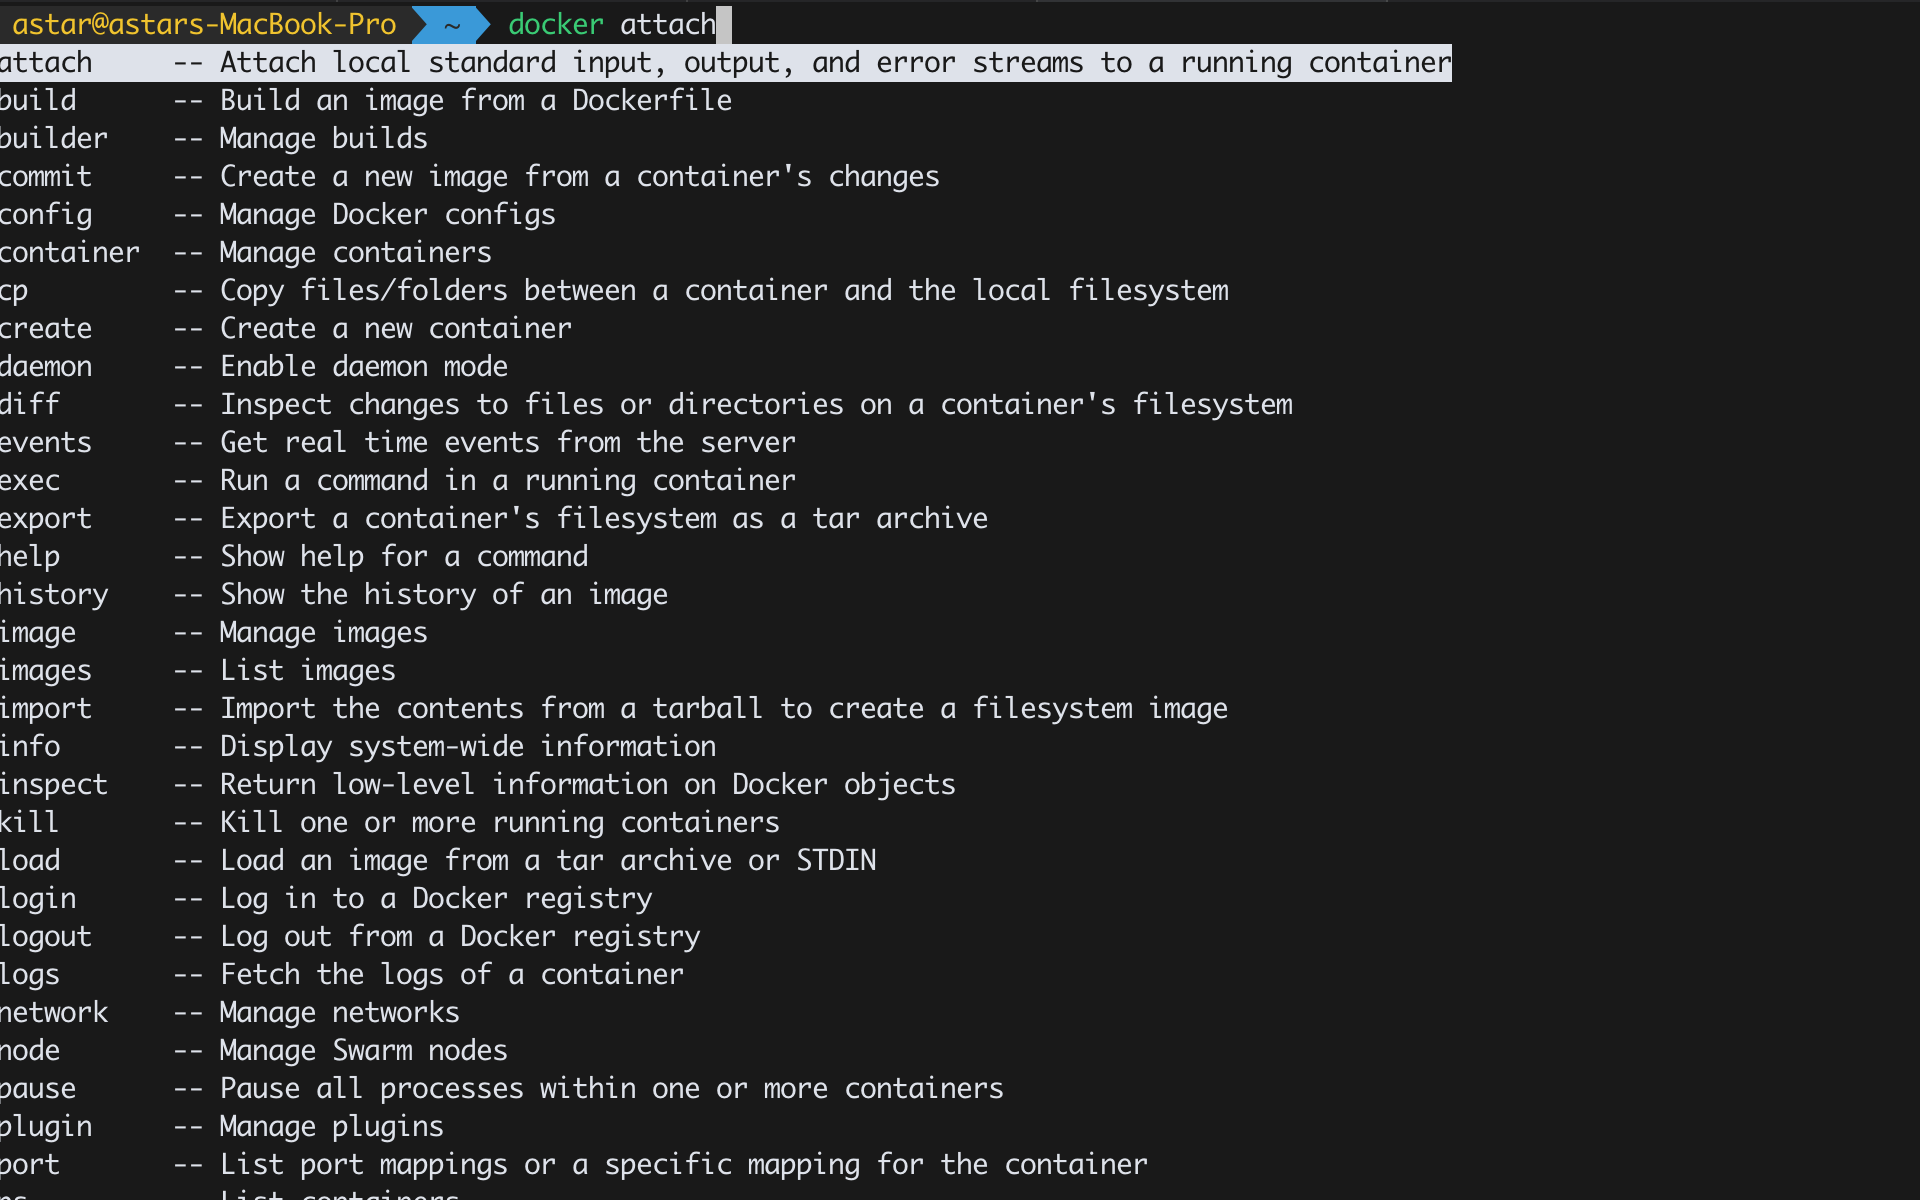 astar@astars-MacBook-Pro ~ docker attach
attach -- Attach local standard input, output, and error streams to a running container
build -- Build an image from a Dockerfile
builder -- Manage builds
commit -- Create a new image from a container's changes
config -- Manage Docker configs
container -- Manage containers
cp -- Copy files/folders between a container and the local filesystem
create -- Create a new container
daemon -- Enable daemon mode
diff -- Inspect changes to files or directories on a container's filesystem
events -- Get real time events from the server
exec -- Run a command in a running container
export -- Export a container's filesystem as a tar archive
help -- Show help for a command
history -- Show the history of an image
image -- Manage images
images -- List images
import -- Import the contents from a tarball to create a filesystem image
info -- Display system-wide information
inspect -- Return low-level information on Docker objects
kill -- Kill one or more running containers
load -- Load an image from a tar archive or STDIN
login -- Log in to a Docker registry
logout -- Log out from a Docker registry
logs -- Fetch the logs of a container
network -- Manage networks
node -- Manage Swarm nodes
pause -- Pause all processes within one or more containers
plugin -- Manage plugins
port -- List port mappings or a specific mapping for the container
ps -- List containers